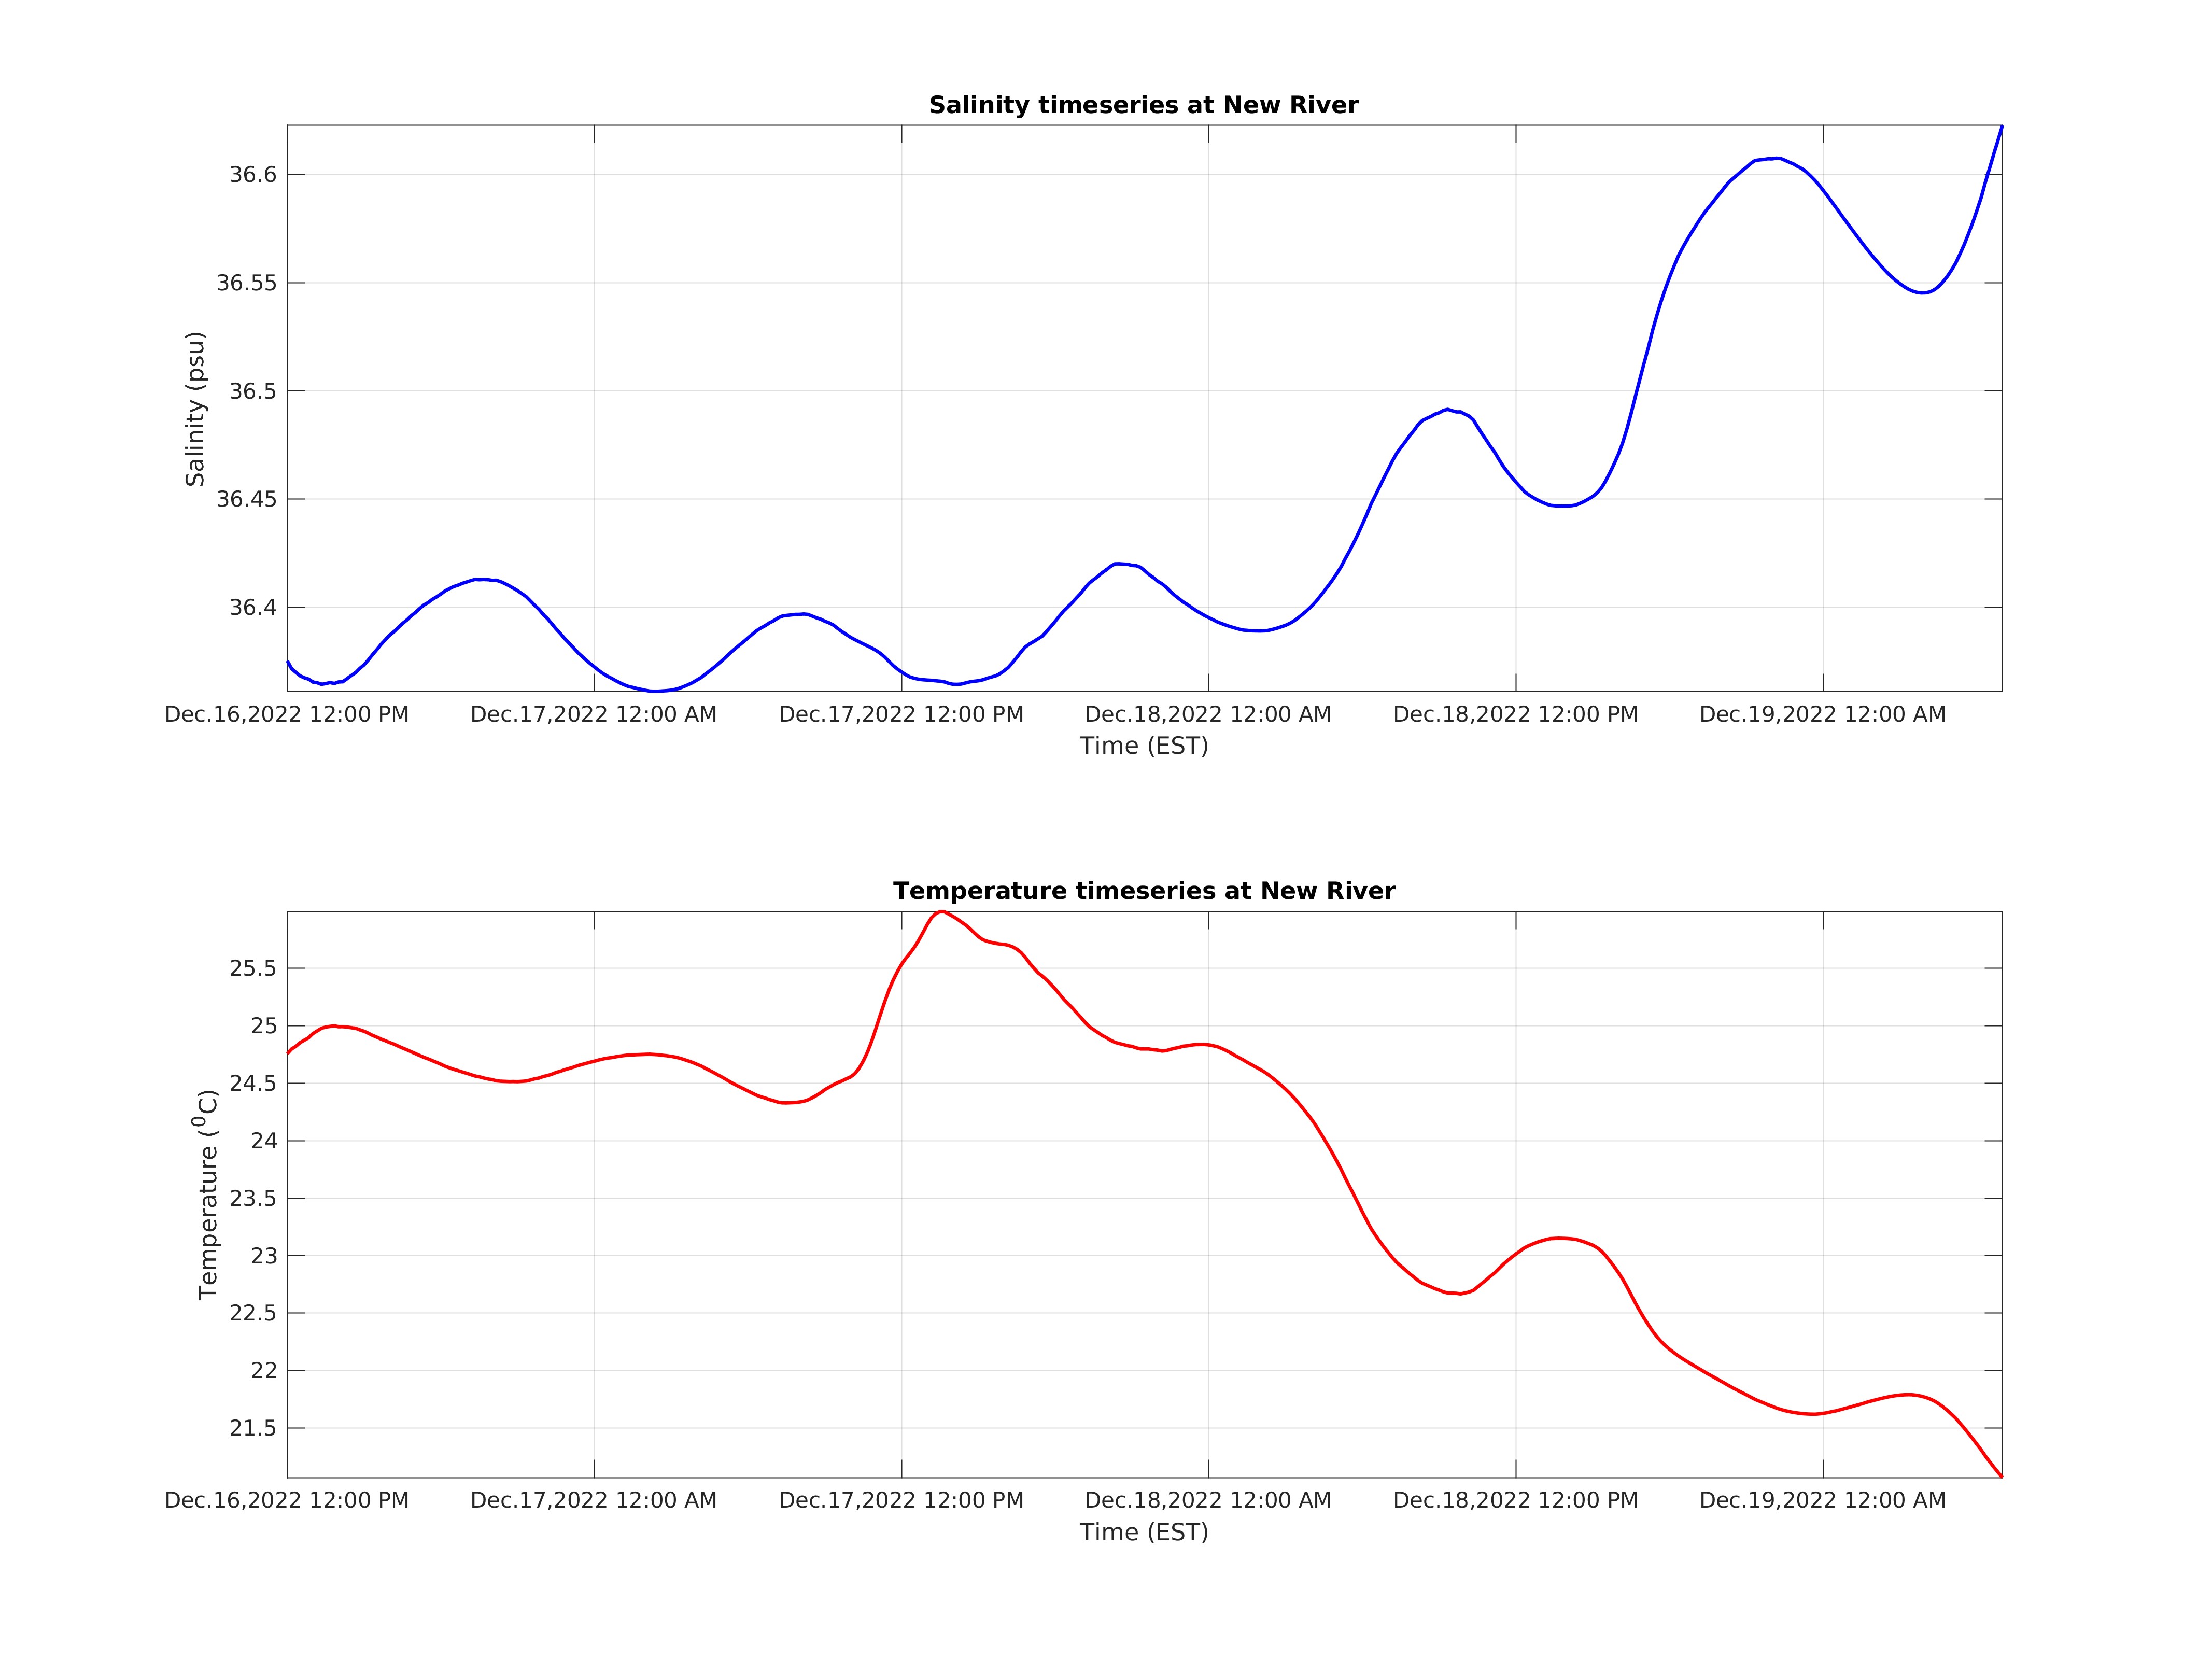 Salinity timeseries at New River
36.6
36.55
36.5
36.45
36.4
Salinity (psu)
Dec.16,2022 12:00 PM Dec.17,2022 12:00 AM Dec.17,2022 12:00 PM Dec.18,2022 12:00 AM Dec.18,2022 12:00 PM Dec.19,2022 12:00 AM
Time (EST)
Temperature timeseries at New River
25.5
25
24.5
24
23.5
23
22.5
22
21.5
Temperature (⁰C)
Dec.16,2022 12:00 PM Dec.17,2022 12:00 AM Dec.17,2022 12:00 PM Dec.18,2022 12:00 AM Dec.18,2022 12:00 PM Dec.19,2022 12:00 AM
Time (EST)